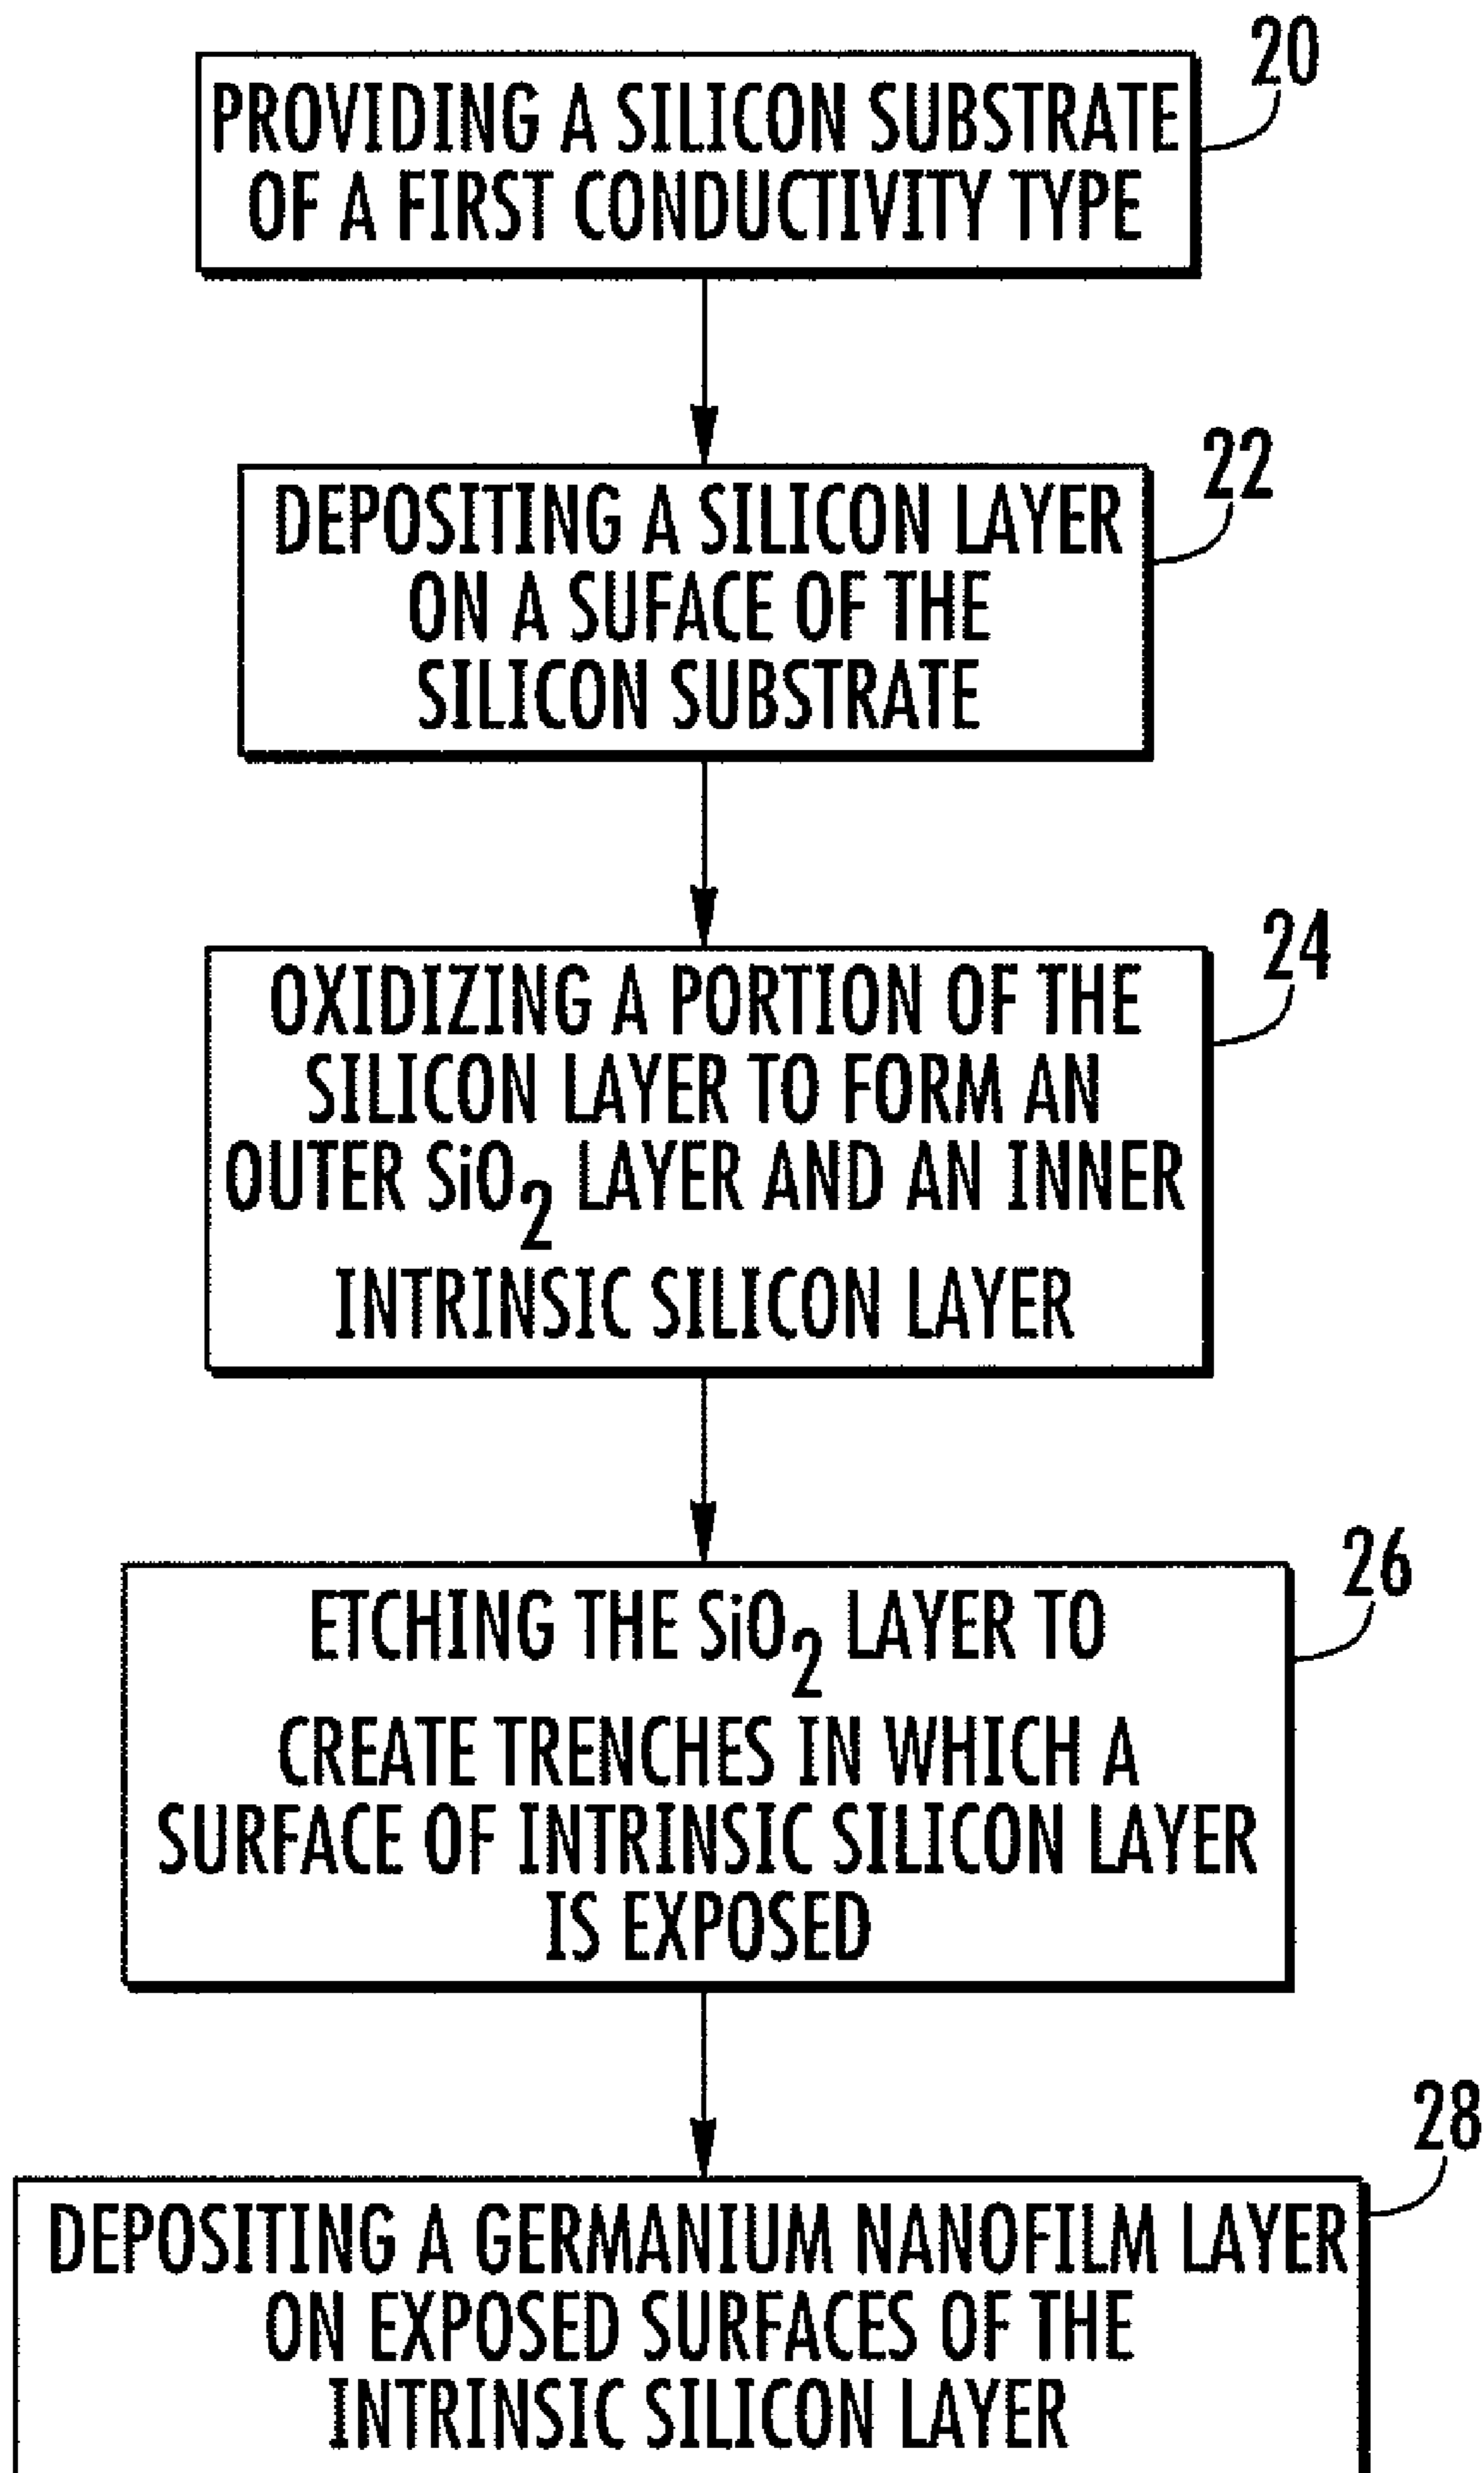 20
PROVIDING A SILICON SUBSTRATE
OF A FIRST CONDUCTIVITY TYPE
22
DEPOSITING A SILICON LAYER
ON A SUFACE OF THE
SILICON SUBSTRATE
24
OXIDIZING A PORTION OF THE
SILICON LAYER TO FORM AN
OUTER SiO2 LAYER AND AN INNER
INTRINSIC SILICON LAYER
26
ETCHING THE SiO2 LAYER TO
CREATE TRENCHES IN WHICH A
SURFACE OF INTRINSIC SILICON LAYER
IS EXPOSED
28
DEPOSITING A GERMANIUM NANOFILM LAYER
ON EXPOSED SURFACES OF THE
INTRINSIC SILICON LAYER